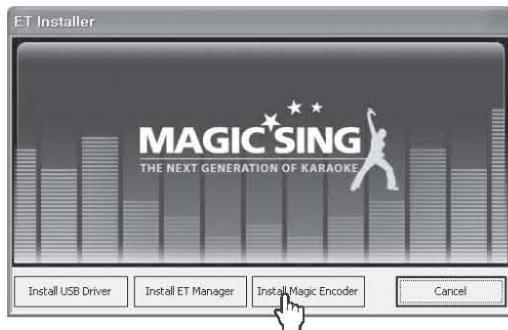 ET Installer
MAGIC SING
THE NEXT GENERATION OF KARAOKE
Install USB Driver
Install ET Manager
Install Magic Encoder
Cancel